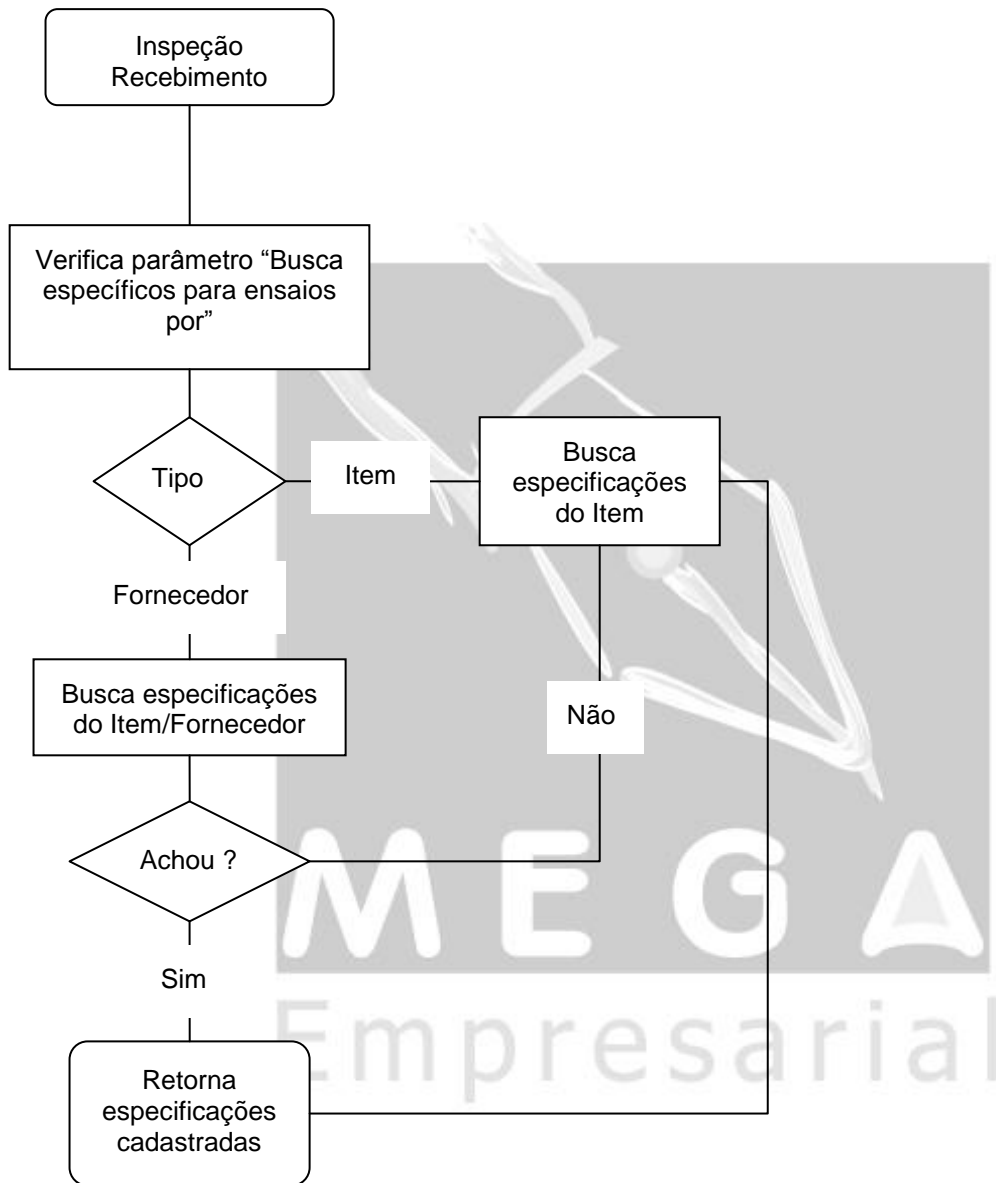 Inspeção
Recebimento
Verifica parâmetro “Busca
específicos para ensaios
por”
Tipo
Item
Busca
especificações
do Item
Fornecedor
Busca especificações
do Item/Fornecedor
Não
Achou ?
Sim
Retorna
especificações
cadastradas
MEGA
Empresarial